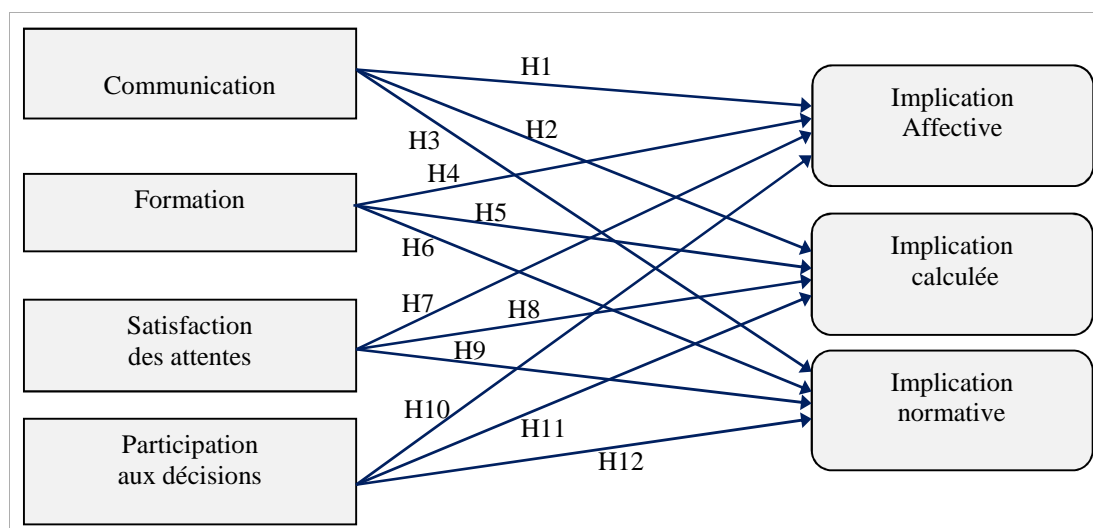 Communication
Formation
Satisfaction
des attentes
Participation
aux décisions
H1
H2
H3
H4
H5
H6
H7
H8
H9
H10
H11
H12
Implication
Affective
Implication
calculée
Implication
normative